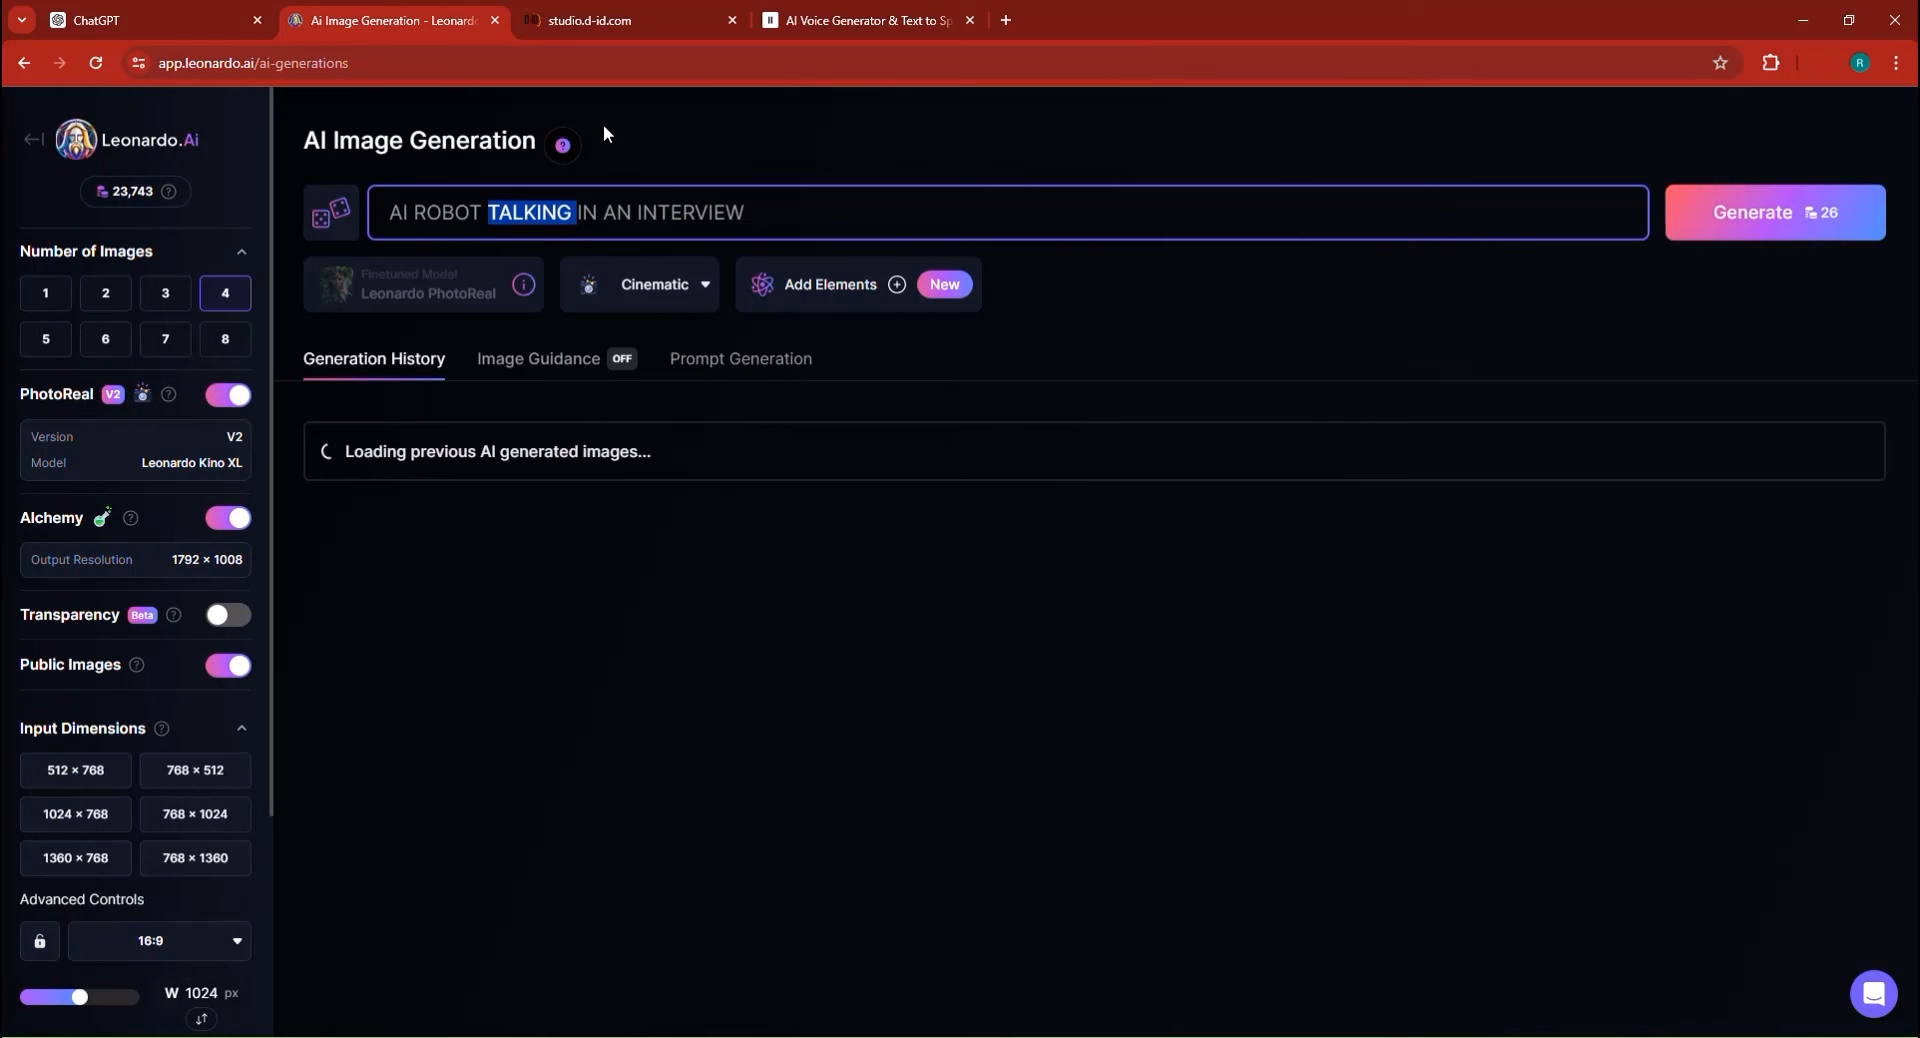 ChatGPT
Ai Image Generation - Leonard
studio.d-id.com
AI Voice Generator & Text to Sp
app.leonardo.ai/ai-generations
R
Leonardo.Ai
23,743
Number of Images
1 2 3 4
5 6 7 8
PhotoReal V2
Version V2
Model Leonardo Kino XL
Alchemy
Output Resolution 1792 × 1008
Transparency Beta
Public Images
Input Dimensions
512 × 768 768 × 512
1024 × 768 768 × 1024
1360 × 768 768 × 1360
Advanced Controls
16:9
W 1024 px
AI Image Generation ?
AI ROBOT TALKING IN AN INTERVIEW
Generate 26
Finetuned Model
Leonardo PhotoReal
Cinematic
Add Elements New
Generation History Image Guidance OFF Prompt Generation
Loading previous AI generated images...